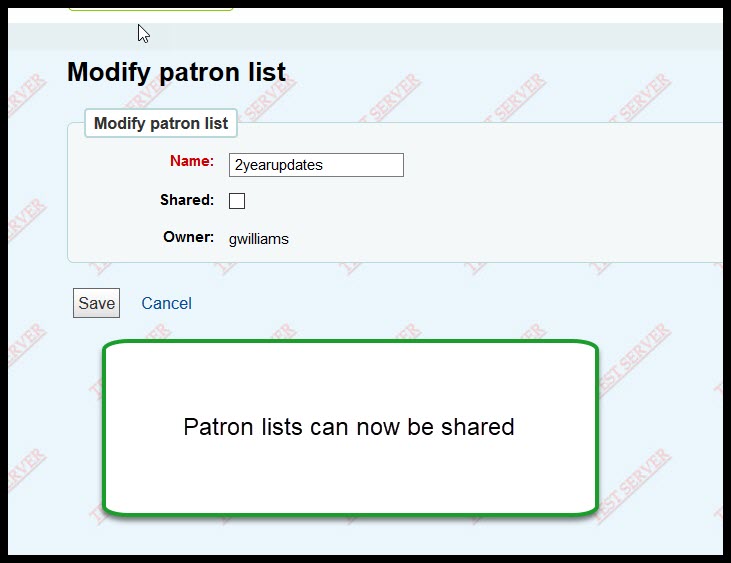 Modify patron list
Modify patron list
Name: 2yearupdates
Shared:
Owner: gwilliams
Save Cancel
Patron lists can now be shared
TEST SERVER